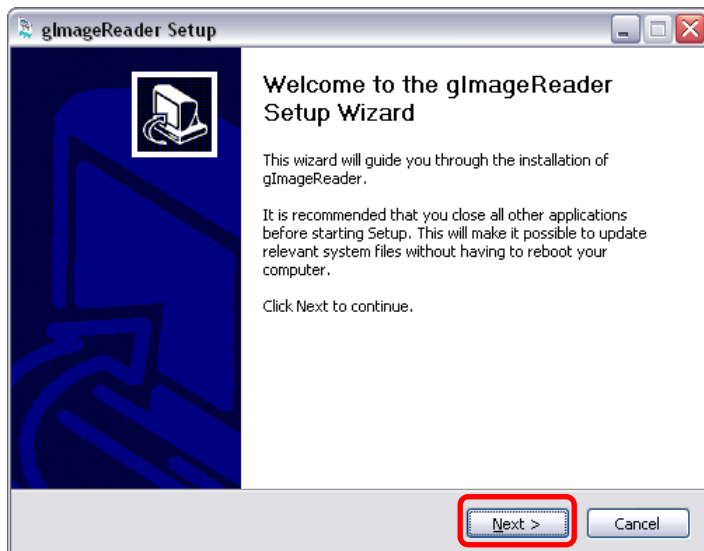 gImageReader Setup
Welcome to the gImageReader
Setup Wizard
This wizard will guide you through the installation of
gImageReader.
It is recommended that you close all other applications
before starting Setup. This will make it possible to update
relevant system files without having to reboot your
computer.
Click Next to continue.
Next >
Cancel